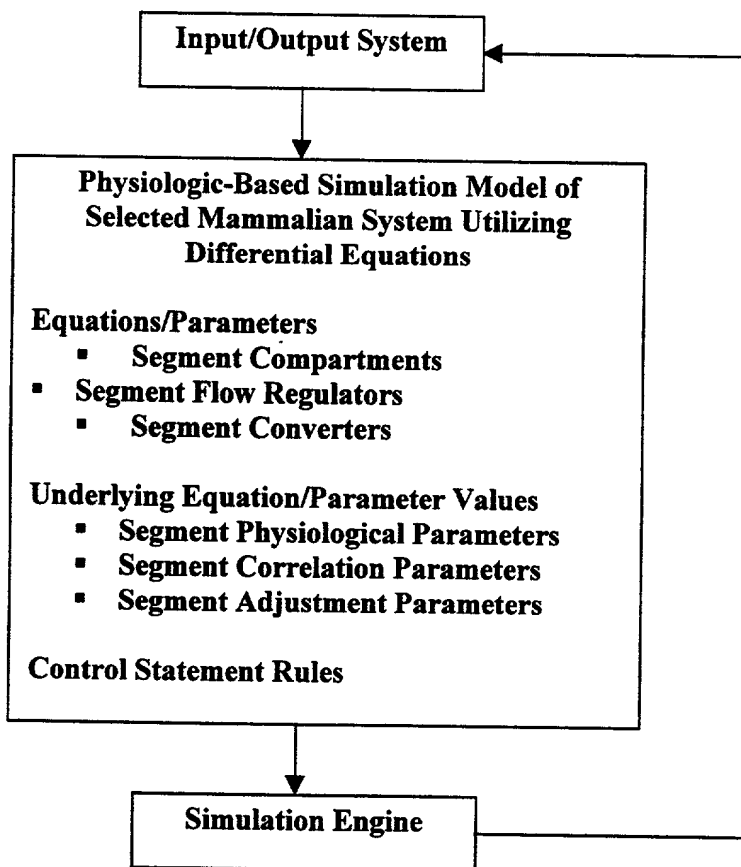 Input/Output System
Physiologic-Based Simulation Model of
Selected Mammalian System Utilizing
Differential Equations
Equations/Parameters
▪ Segment Compartments
▪ Segment Flow Regulators
▪ Segment Converters
Underlying Equation/Parameter Values
▪ Segment Physiological Parameters
▪ Segment Correlation Parameters
▪ Segment Adjustment Parameters
Control Statement Rules
Simulation Engine